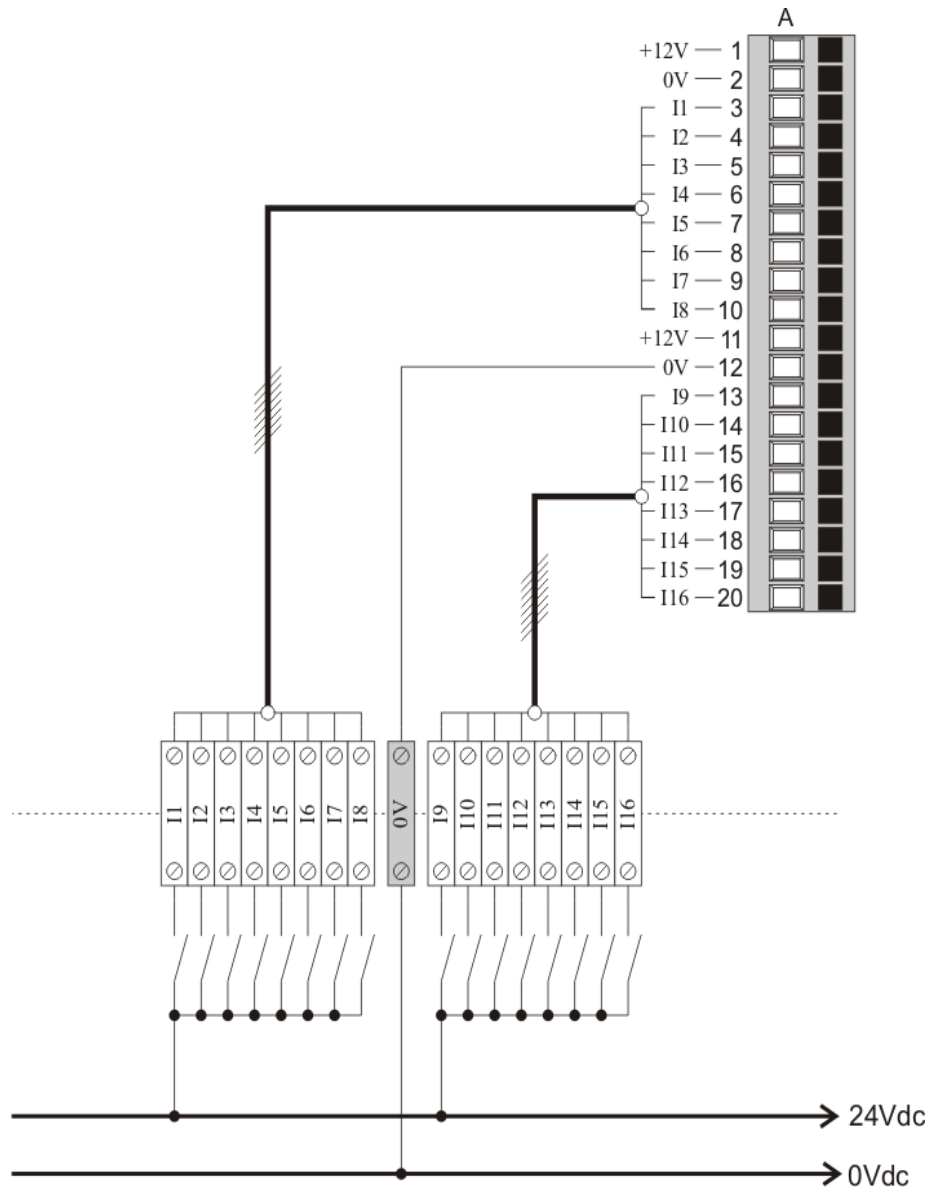 A
+12V 1
0V 2
I1 3
I2 4
I3 5
I4 6
I5 7
I6 8
I7 9
I8 10
+12V 11
0V 12
I9 13
I10 14
I11 15
I12 16
I13 17
I14 18
I15 19
I16 20
I1 I2 I3 I4 I5 I6 I7 I8 0V I9 I10 I11 I12 I13 I14 I15 I16
24Vdc
0Vdc